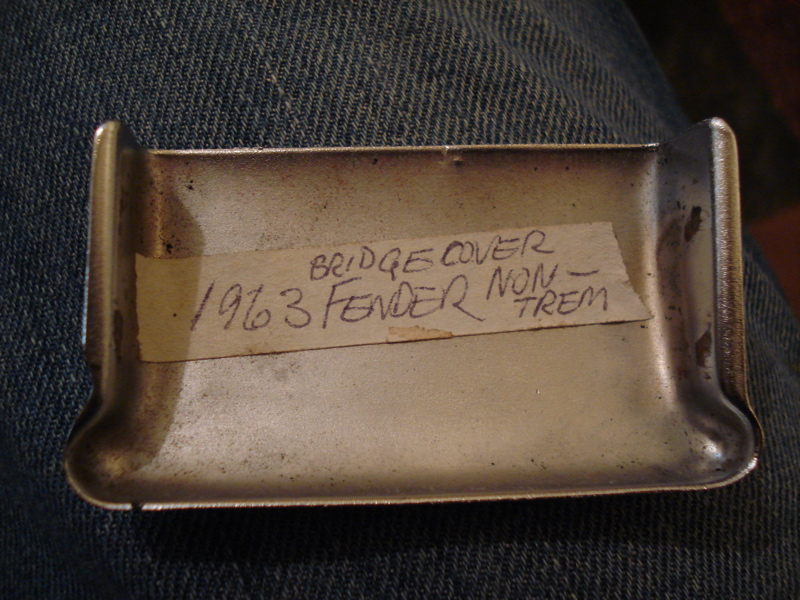 BRIDGE COVER
1963 FENDER NON-
TREM